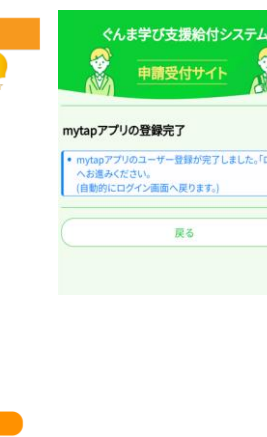 ぐんま学び支援給付システム
申請受付サイト
mytapアプリの登録完了
• mytapアプリのユーザー登録が完了しました。「ロ
へお進みください。
(自動的にログイン画面へ戻ります。)
戻る